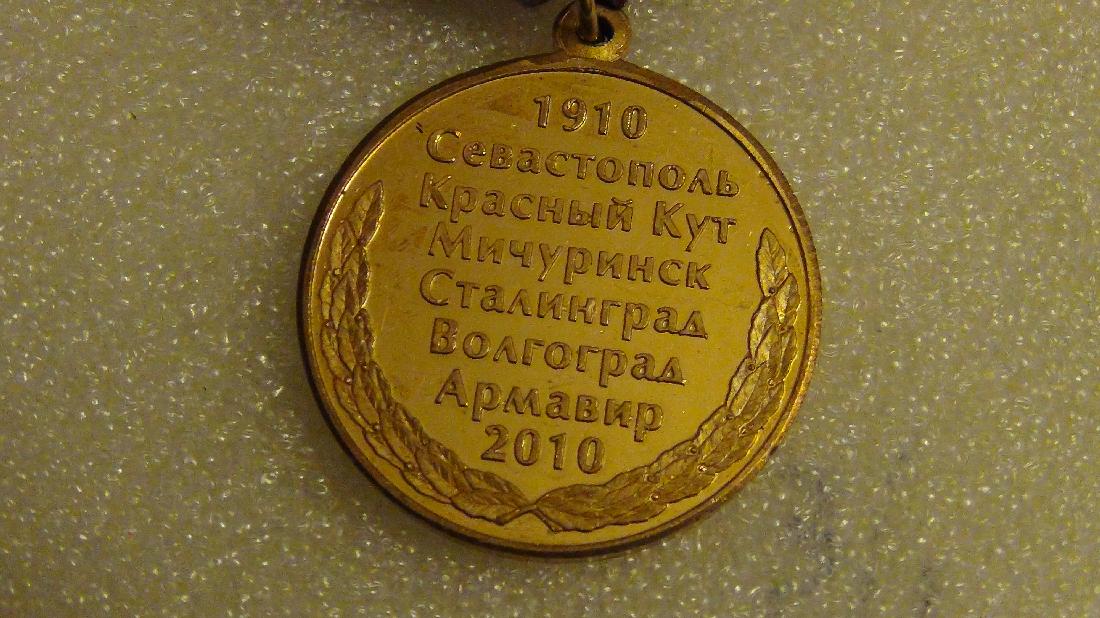 1910
Севастополь
Красный Кут
Мичуринск
Сталинград
Волгоград
Армавир
2010